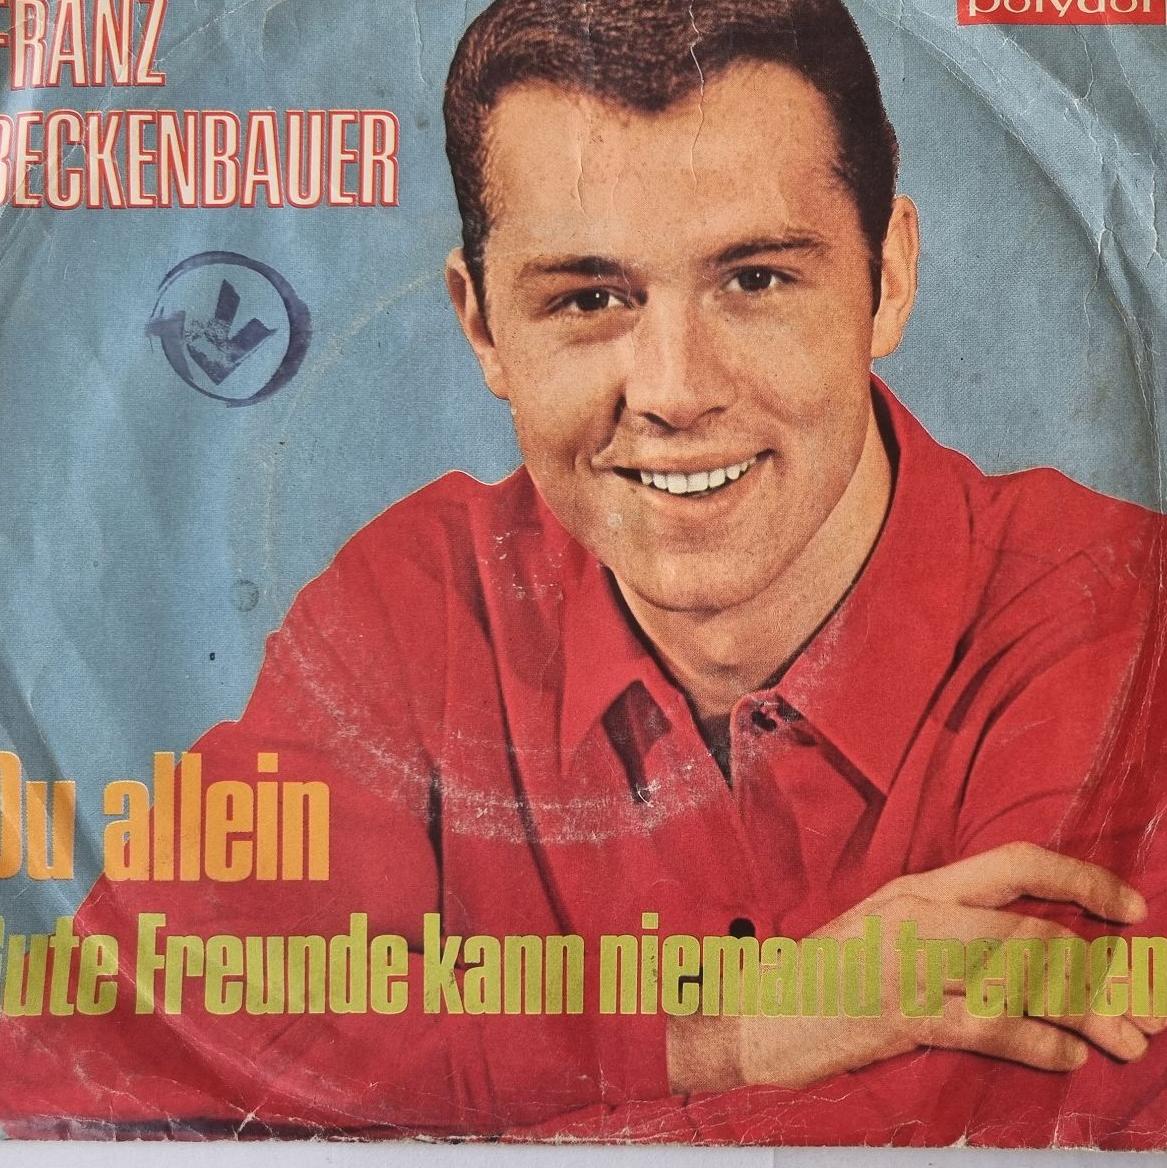 FRANZ
polydor
BECKENBAUER
Du allein
Gute Freunde kann niemand trennen